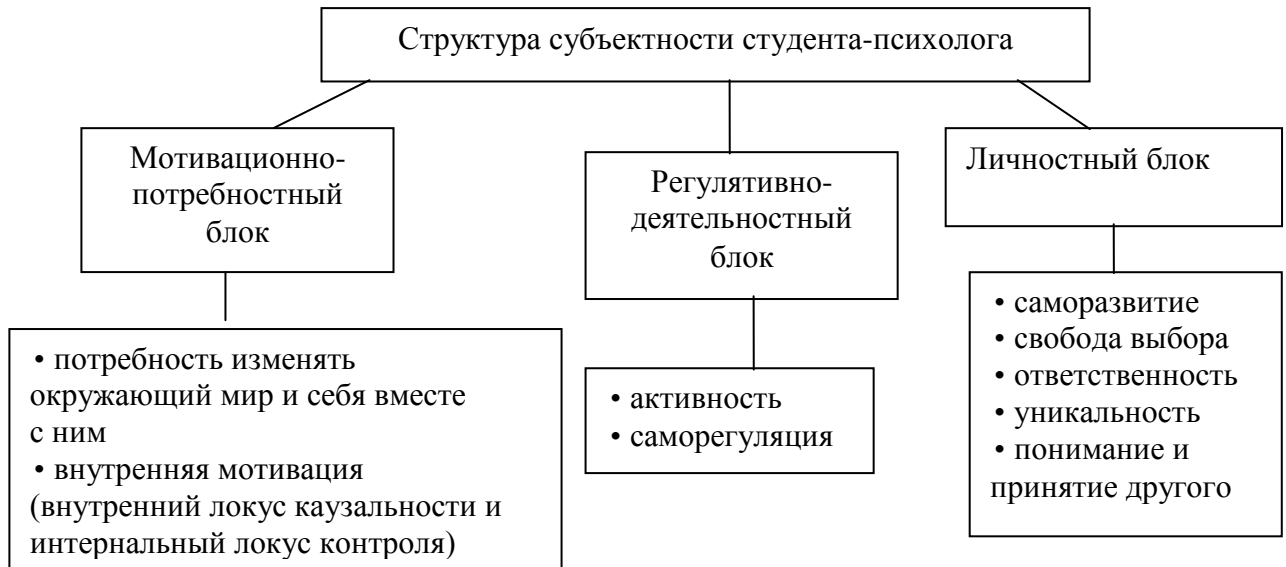 Структура субъектности студента-психолога
Мотивационно-
потребностный
блок
Регулятивно-
деятельностный
блок
Личностный блок
• потребность изменять
окружающий мир и себя вместе
с ним
• внутренняя мотивация
(внутренний локус каузальности и
интернальный локус контроля)
• активность
• саморегуляция
• саморазвитие
• свобода выбора
• ответственность
• уникальность
• понимание и
принятие другого